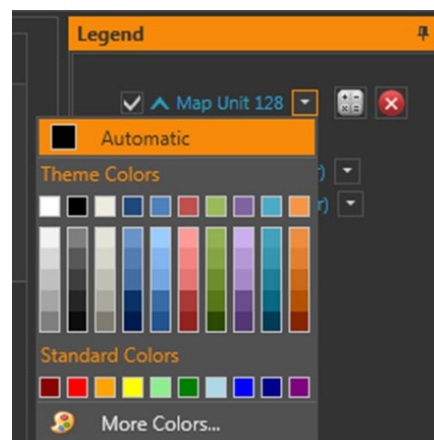 Legend
Map Unit 128
Automatic
Theme Colors
Standard Colors
More Colors...